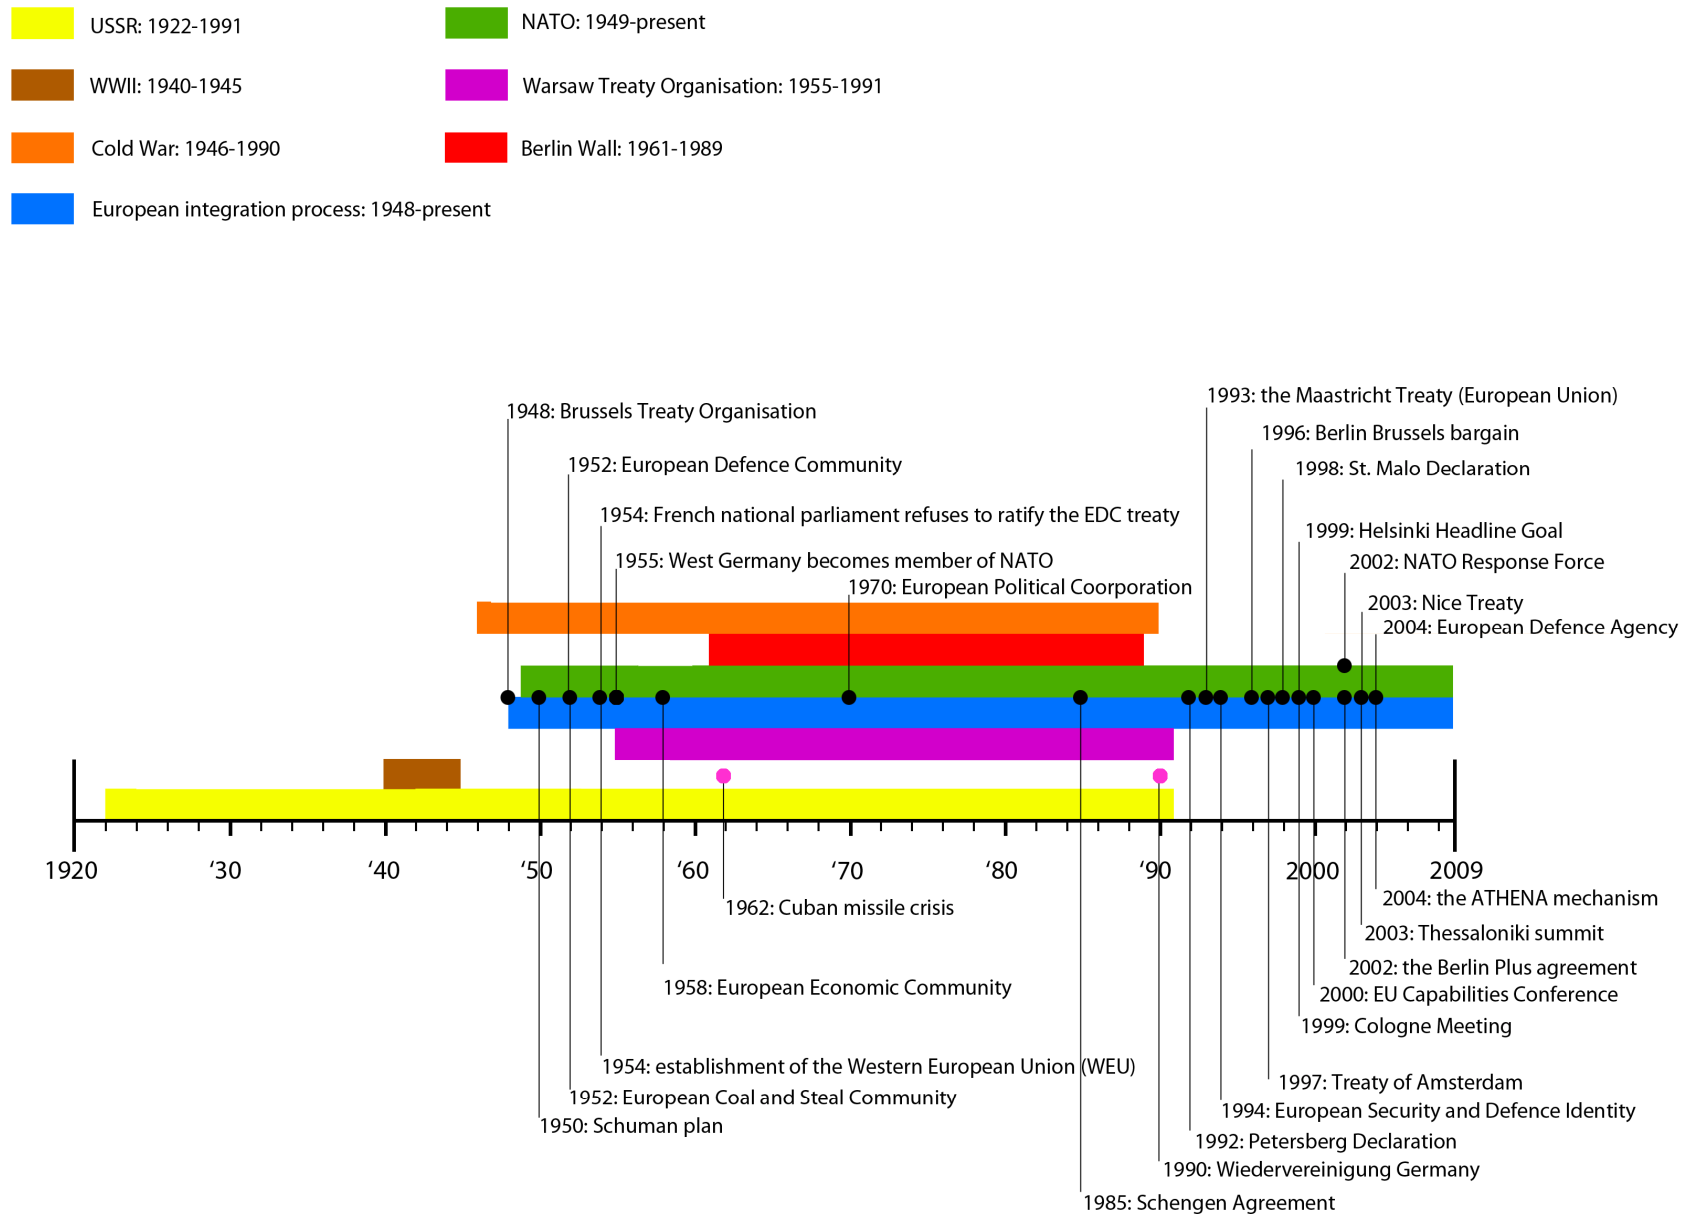 USSR: 1922-1991
NATO: 1949-present
WWII: 1940-1945
Warsaw Treaty Organisation: 1955-1991
Cold War: 1946-1990
Berlin Wall: 1961-1989
European integration process: 1948-present
1993: the Maastricht Treaty (European Union)
1948: Brussels Treaty Organisation
1996: Berlin Brussels bargain
1952: European Defence Community
1998: St. Malo Declaration
1954: French national parliament refuses to ratify the EDC treaty
1999: Helsinki Headline Goal
1955: West Germany becomes member of NATO
2002: NATO Response Force
1970: European Political Coorporation
2003: Nice Treaty
2004: European Defence Agency
1920 ‘30 ‘40 ‘50 ‘60 ‘70 ‘80 ‘90 2000 2009
2004: the ATHENA mechanism
1962: Cuban missile crisis
2003: Thessaloniki summit
2002: the Berlin Plus agreement
1958: European Economic Community
2000: EU Capabilities Conference
1999: Cologne Meeting
1954: establishment of the Western European Union (WEU)
1997: Treaty of Amsterdam
1952: European Coal and Steal Community
1994: European Security and Defence Identity
1950: Schuman plan
1992: Petersberg Declaration
1990: Wiedervereinigung Germany
1985: Schengen Agreement